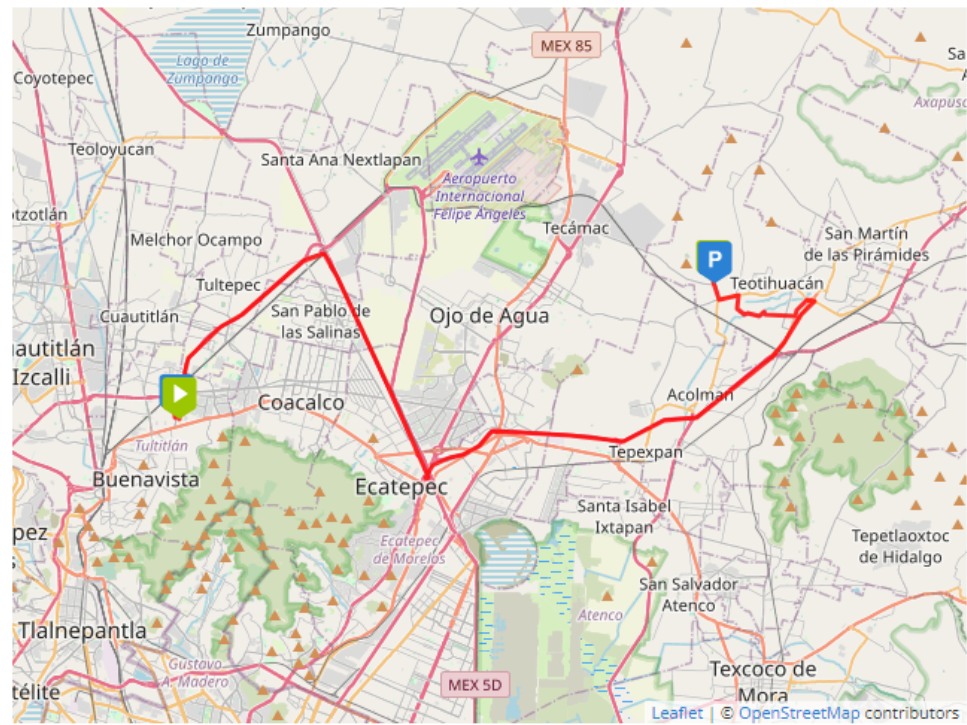 Zumpango
MEX 85
Sa
A
Lago de
Zumpango
Coyotepec
Axapusc
Teoloyucan
Santa Ana Nextlapan
Aeropuerto
Internacional
Felipe Ángeles
otzotlán
Melchor Ocampo
Tecámac
San Martín
de las Pirámides
P
Tultepec
Teotihuacán
Cuautitlán
San Pablo de
las Salinas
Ojo de Agua
autitlán
Izcalli
Coacalco
Acolman
Tultitlán
Tepexpan
Buenavista
Ecatepec
Santa Isabel
Ixtapan
pez
Ecatepec
de Morelos
Tepetlaoxtoc
de Hidalgo
San Salvador
Atenco
Atenco
Tlalnepantla
Gustavo
A. Madero
Texcoco de
Mora
télite
MEX 5D
Leaflet | © OpenStreetMap contributors